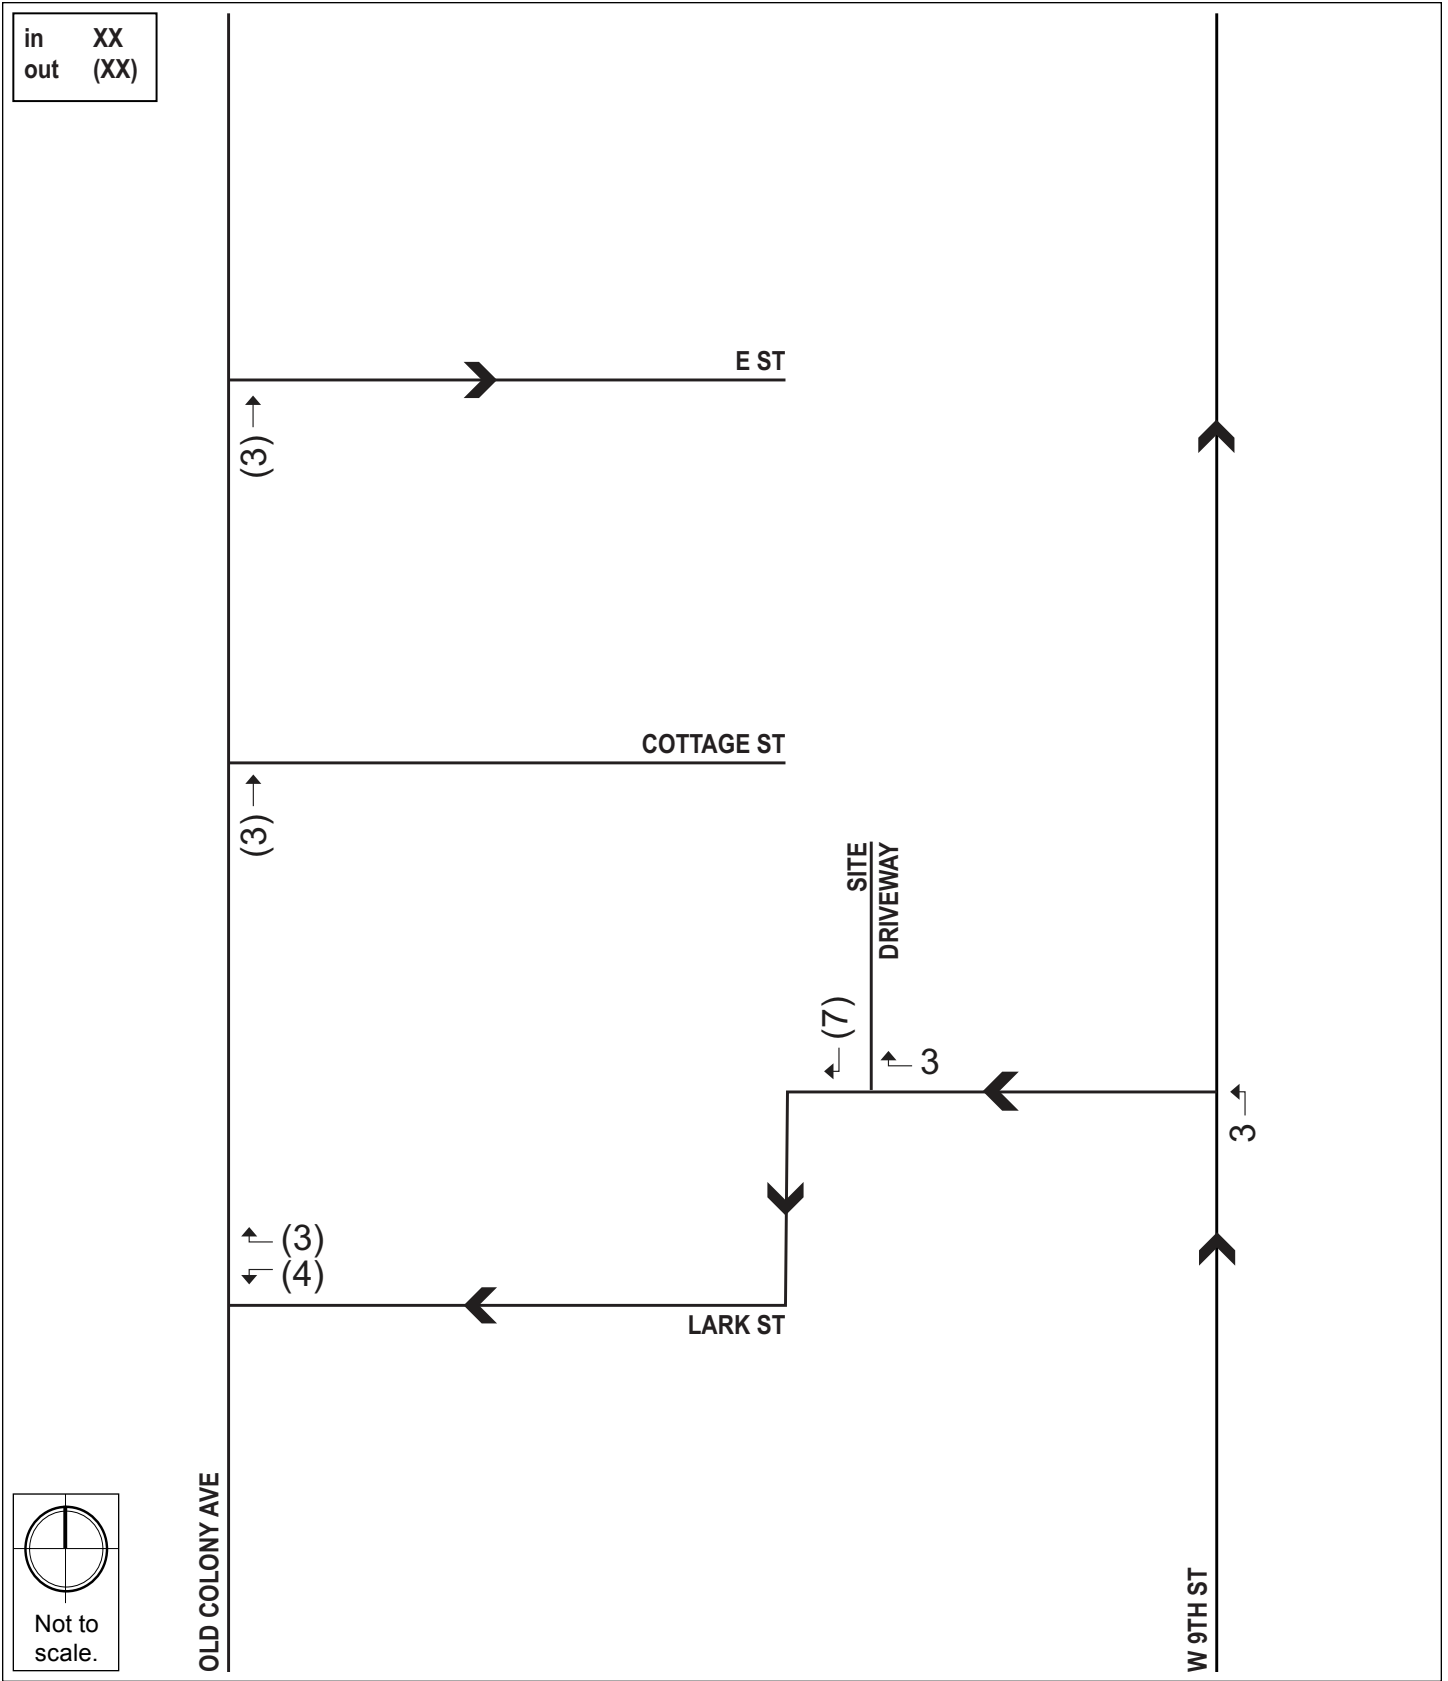 in XX
out (XX)
E ST
(3)
COTTAGE ST
(3)
SITE
DRIVEWAY
(7)
3
3
(3)
(4)
LARK ST
OLD COLONY AVE
W 9TH ST
Not to
scale.